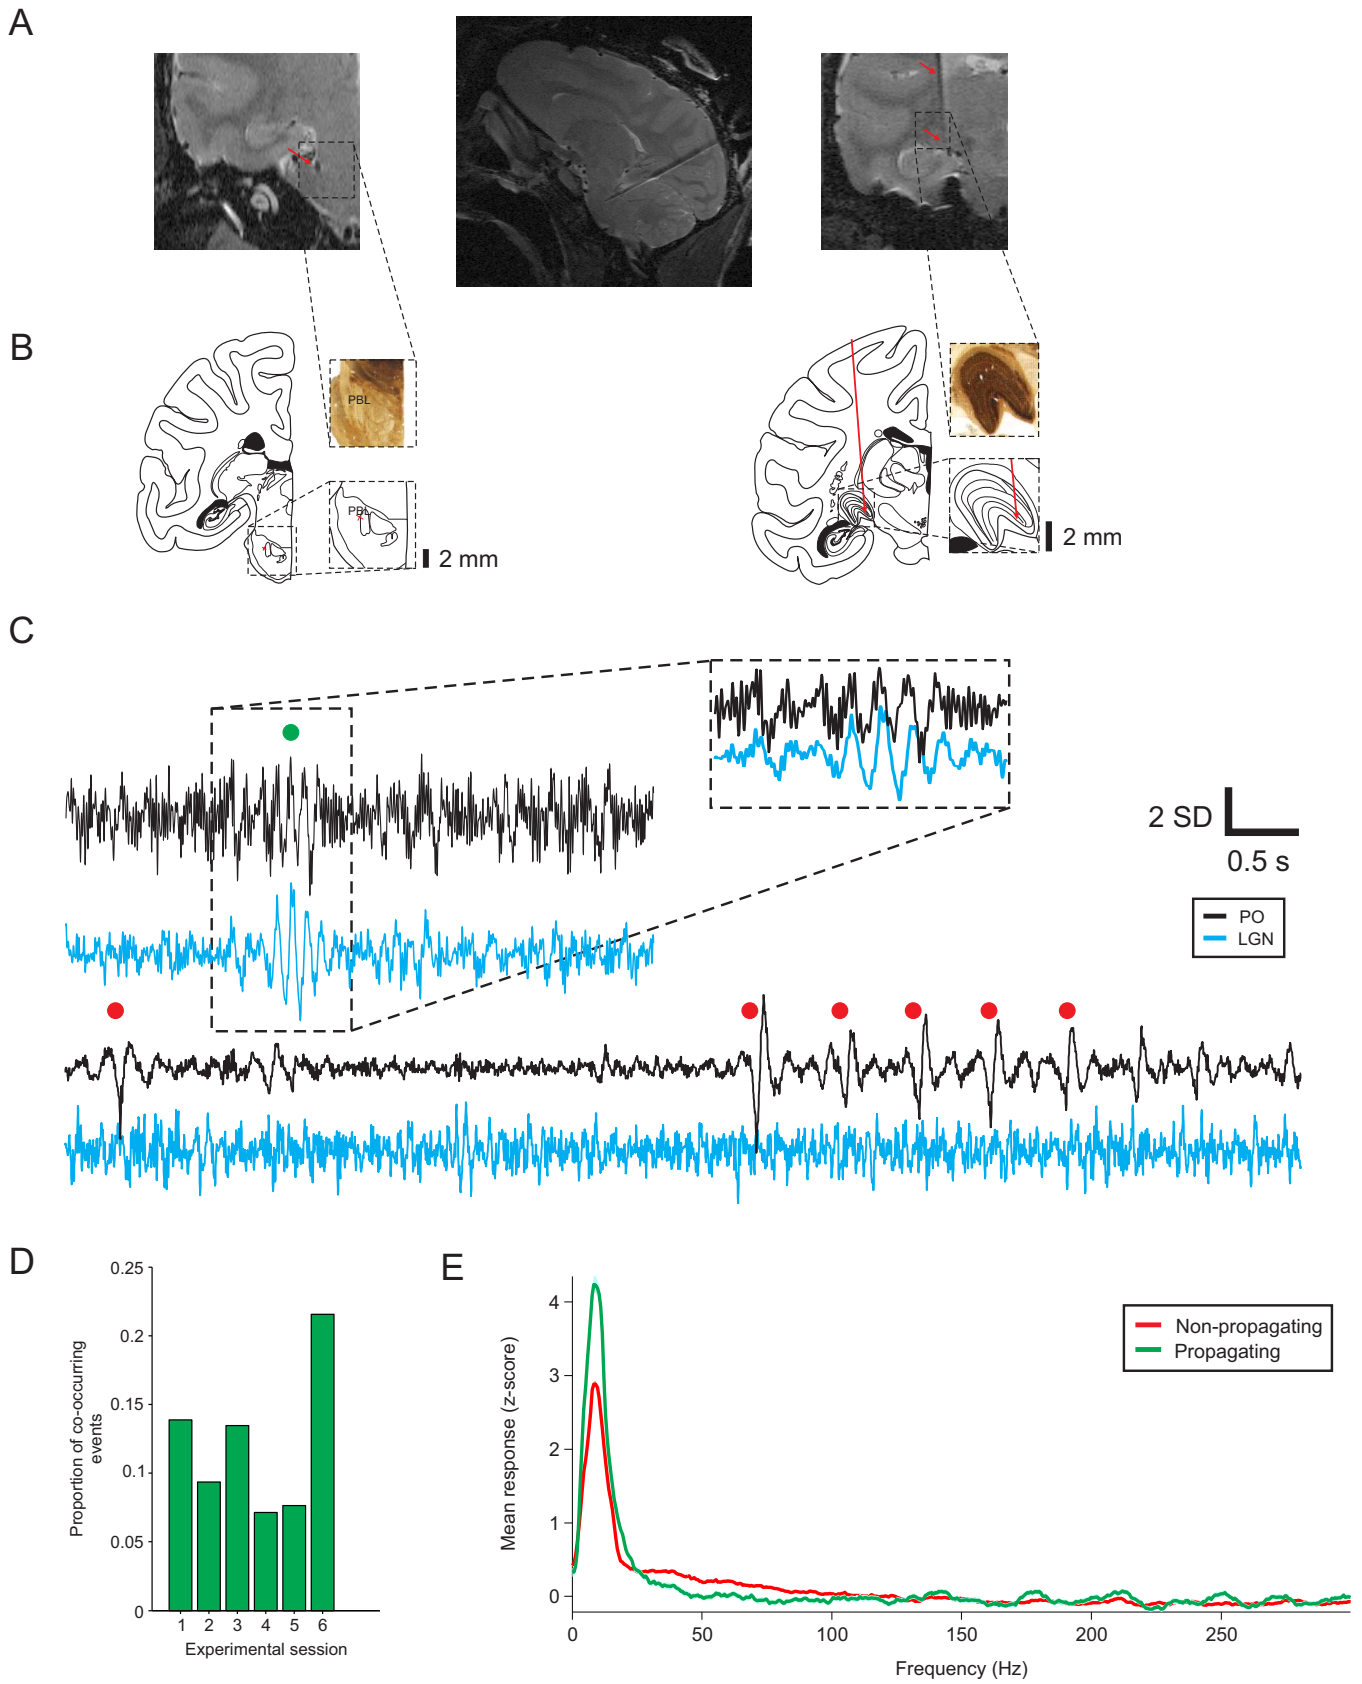 A
B
PBL
PBL
2 mm
2 mm
C
2 SD
0.5 s
PO
LGN
D
0.25
0.2
0.15
0.1
0.05
0
Proportion of co-occurring
events
1 2 3 4 5 6
Experimental session
E
4
3
2
1
0
Mean response (z-score)
Non-propagating
Propagating
0 50 100 150 200 250
Frequency (Hz)